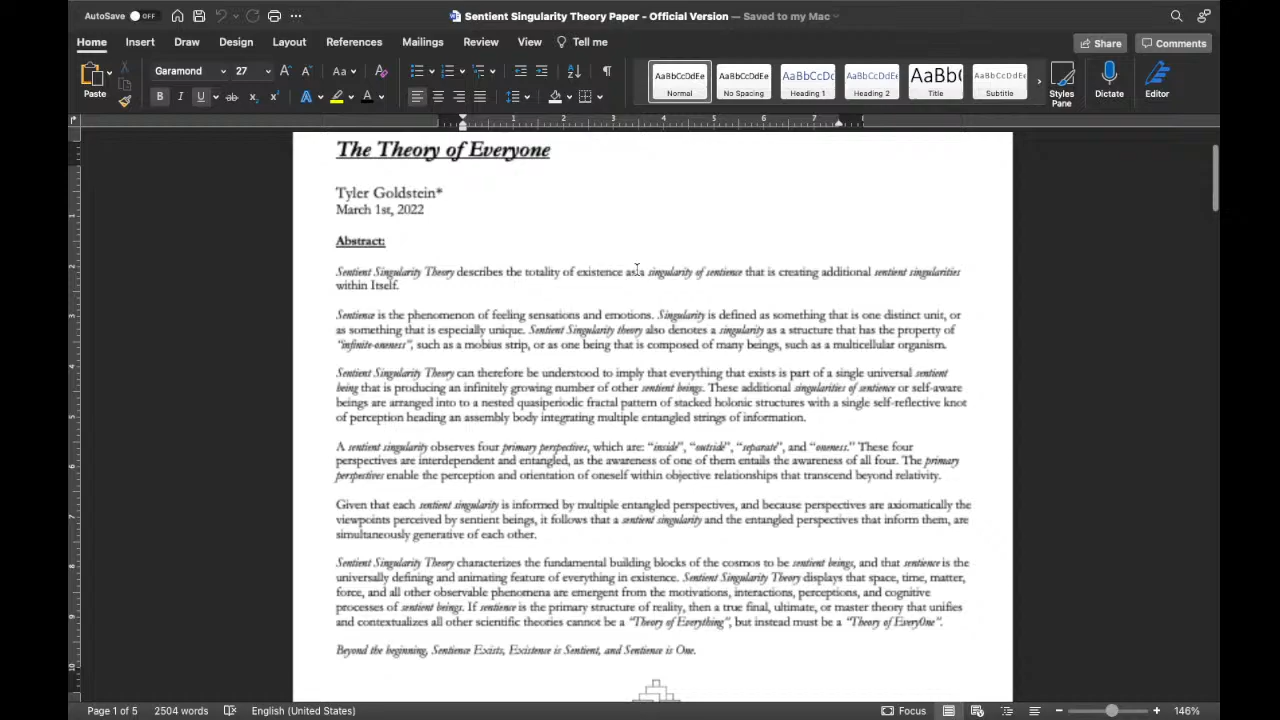 AutoSave OFF
Sentient Singularity Theory Paper - Official Version — Saved to my Mac
Home Insert Draw Design Layout References Mailings Review View Tell me
Share Comments
Paste
Garamond 27
Aa
B I U ab x₂ x² A A
AaBbCcDdEe AaBbCcDdEe AaBbCcDc AaBbCcDdEe AaBb( AaBbCcDdEe
Normal No Spacing Heading 1 Heading 2 Title Subtitle
Styles Pane
Dictate
Editor
1 2 3 4 5 6 7
The Theory of Everyone
Tyler Goldstein*
March 1st, 2022
Abstract:
Sentient Singularity Theory describes the totality of existence as a singularity of sentience that is creating additional sentient singularities
within Itself.
Sentience is the phenomenon of feeling sensations and emotions. Singularity is defined as something that is one distinct unit, or
as something that is especially unique. Sentient Singularity theory also denotes a singularity as a structure that has the property of
"infinite-oneness", such as a mobius strip, or as one being that is composed of many beings, such as a multicellular organism.
Sentient Singularity Theory can therefore be understood to imply that everything that exists is part of a single universal sentient
being that is producing an infinitely growing number of other sentient beings. These additional singularities of sentience or self-aware
beings are arranged into to a nested quasiperiodic fractal pattern of stacked holonic structures with a single self-reflective knot
of perception heading an assembly body integrating multiple entangled strings of information.
A sentient singularity observes four primary perspectives, which are: "inside", "outside", "separate", and "oneness." These four
perspectives are interdependent and entangled, as the awareness of one of them entails the awareness of all four. The primary
perspectives enable the perception and orientation of oneself within objective relationships that transcend beyond relativity.
Given that each sentient singularity is informed by multiple entangled perspectives, and because perspectives are axiomatically the
viewpoints perceived by sentient beings, it follows that a sentient singularity and the entangled perspectives that inform them, are
simultaneously generative of each other.
Sentient Singularity Theory characterizes the fundamental building blocks of the cosmos to be sentient beings, and that sentience is the
universally defining and animating feature of everything in existence. Sentient Singularity Theory displays that space, time, matter,
force, and all other observable phenomena are emergent from the motivations, interactions, perceptions, and cognitive
processes of sentient beings. If sentience is the primary structure of reality, then a true final, ultimate, or master theory that unifies
and contextualizes all other scientific theories cannot be a "Theory of Everything", but instead must be a "Theory of Every0ne".
Beyond the beginning, Sentience Exists, Existence is Sentient, and Sentience is One.
Page 1 of 5 2504 words English (United States) Focus 146%